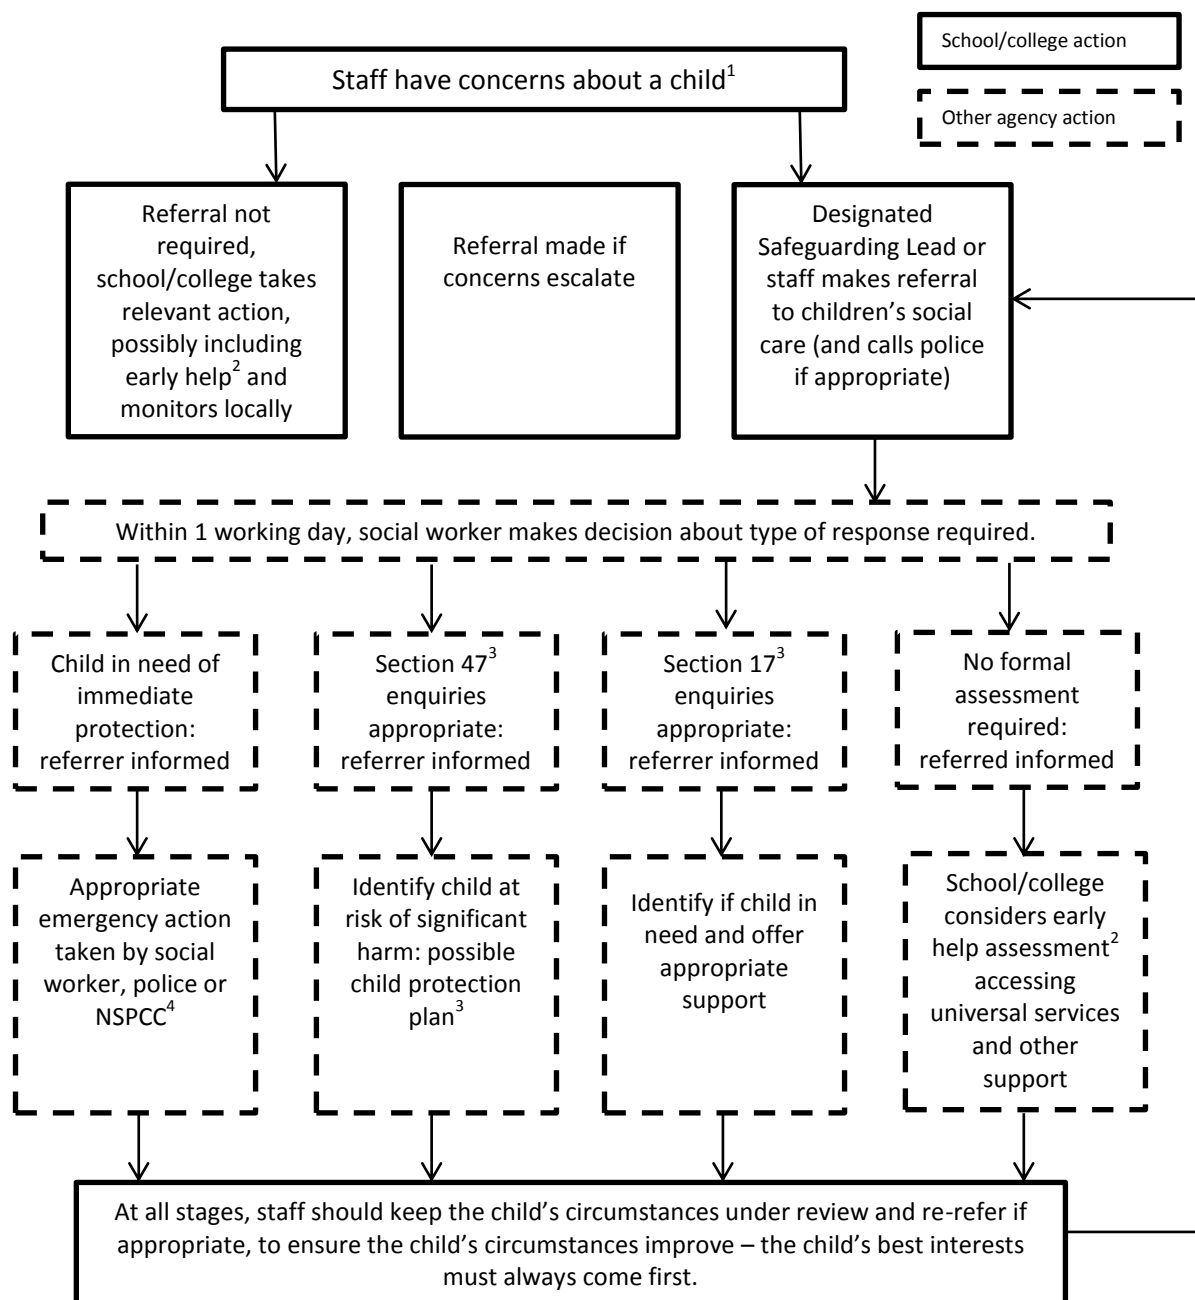 School/college action
Staff have concerns about a child¹
Other agency action
Referral not
required,
school/college takes
relevant action,
possibly including
early help² and
monitors locally
Referral made if
concerns escalate
Designated
Safeguarding Lead or
staff makes referral
to children’s social
care (and calls police
if appropriate)
Within 1 working day, social worker makes decision about type of response required.
Child in need of
immediate
protection:
referrer informed
Section 47³
enquiries
appropriate:
referrer informed
Section 17³
enquiries
appropriate:
referrer informed
No formal
assessment
required:
referred informed
Appropriate
emergency action
taken by social
worker, police or
NSPCC⁴
Identify child at
risk of significant
harm: possible
child protection
plan³
Identify if child in
need and offer
appropriate
support
School/college
considers early
help assessment²
accessing
universal services
and other
support
At all stages, staff should keep the child’s circumstances under review and re-refer if
appropriate, to ensure the child’s circumstances improve – the child’s best interests
must always come first.